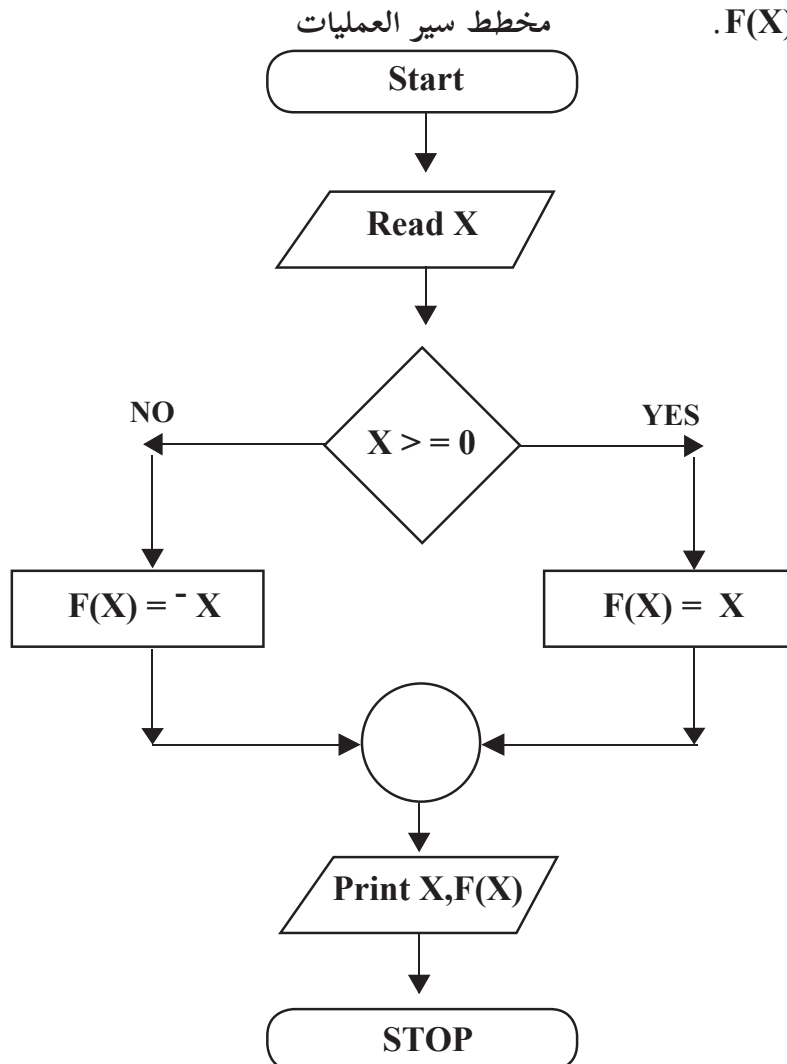 .F(X)
مخطط سير العمليات
Start
Read X
X > = 0
NO
YES
F(X) = - X
F(X) = X
Print X,F(X)
STOP